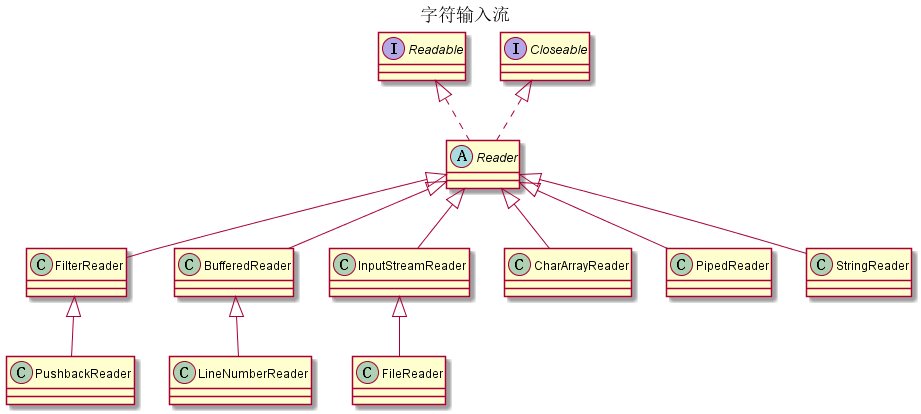 字符输入流
I Readable
I Closeable
A Reader
C FilterReader
C BufferedReader
C InputStreamReader
C CharArrayReader
C PipedReader
C StringReader
C PushbackReader
C LineNumberReader
C FileReader